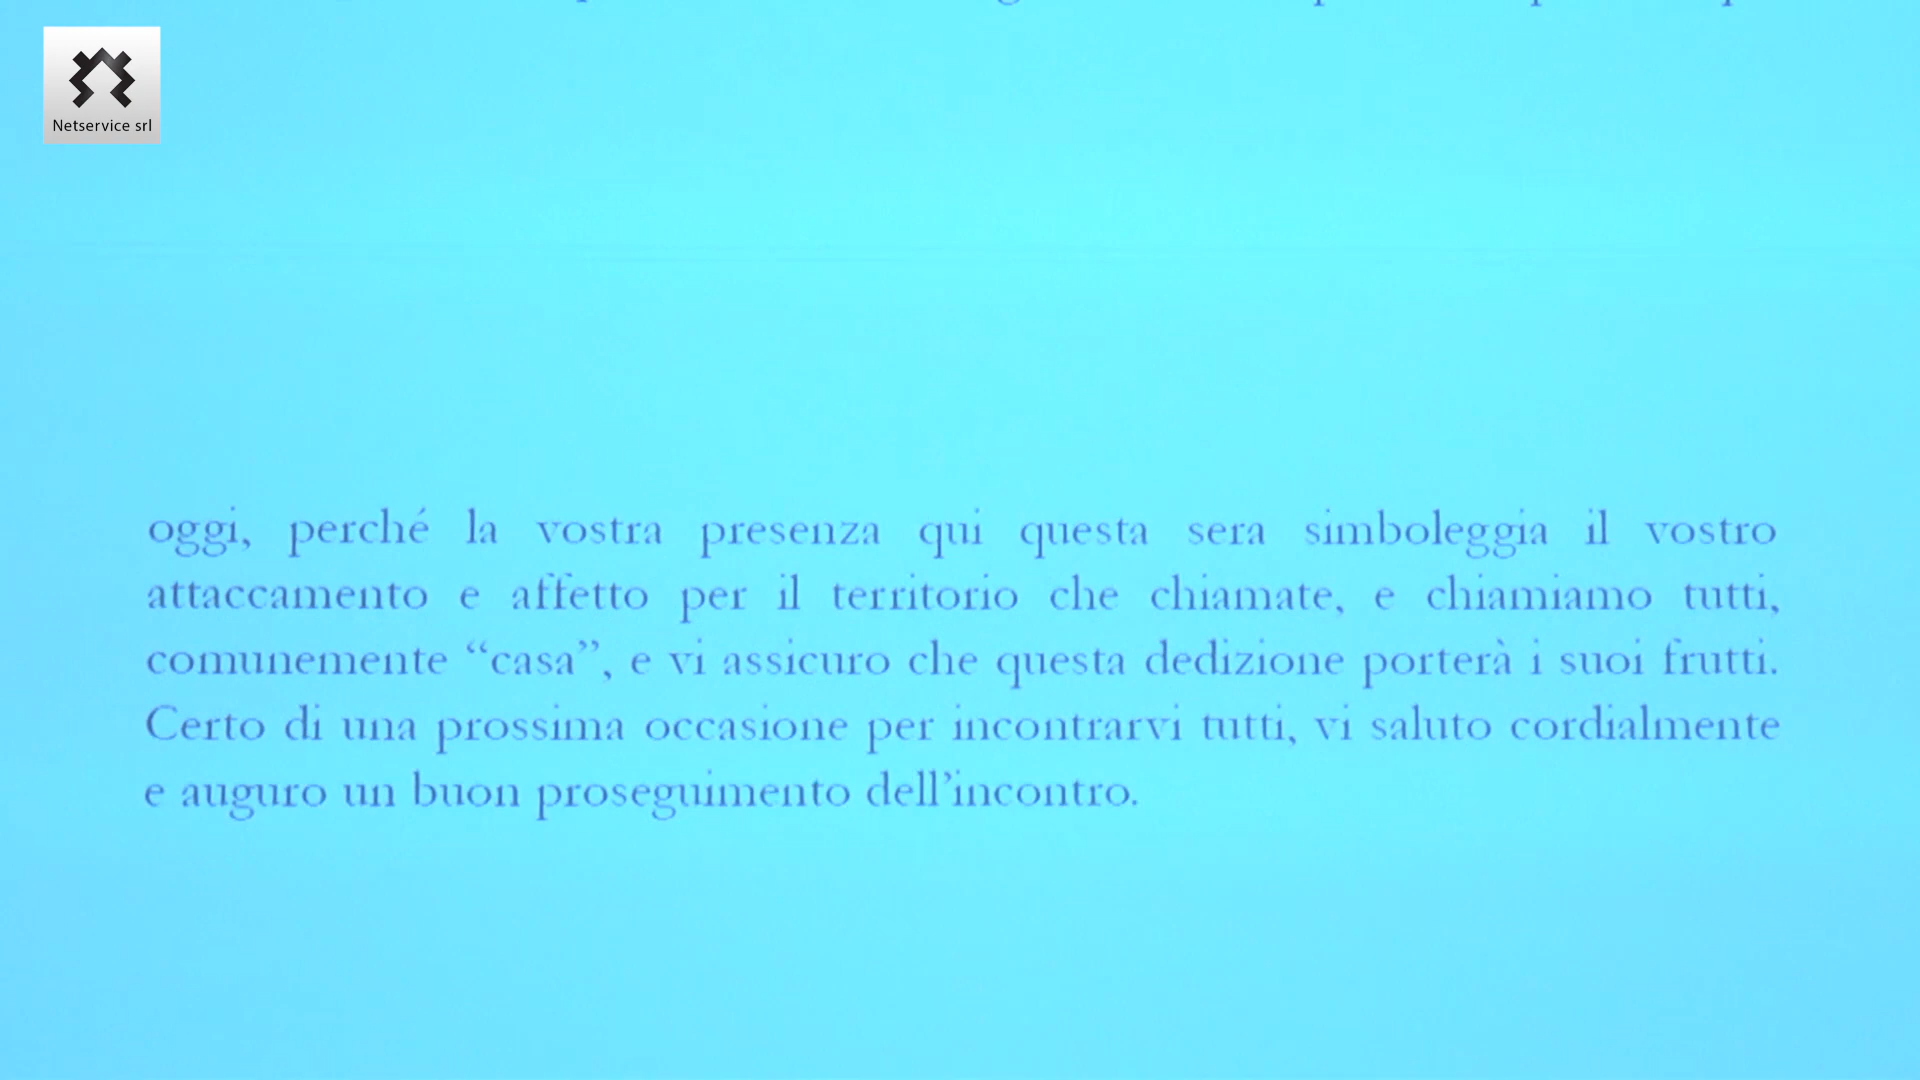 Netservice srl
oggi, perché la vostra presenza qui questa sera simboleggia il vostro
attaccamento e affetto per il territorio che chiamate, e chiamiamo tutti,
comunemente “casa”, e vi assicuro che questa dedizione porterà i suoi frutti.
Certo di una prossima occasione per incontrarvi tutti, vi saluto cordialmente
e auguro un buon proseguimento dell’incontro.